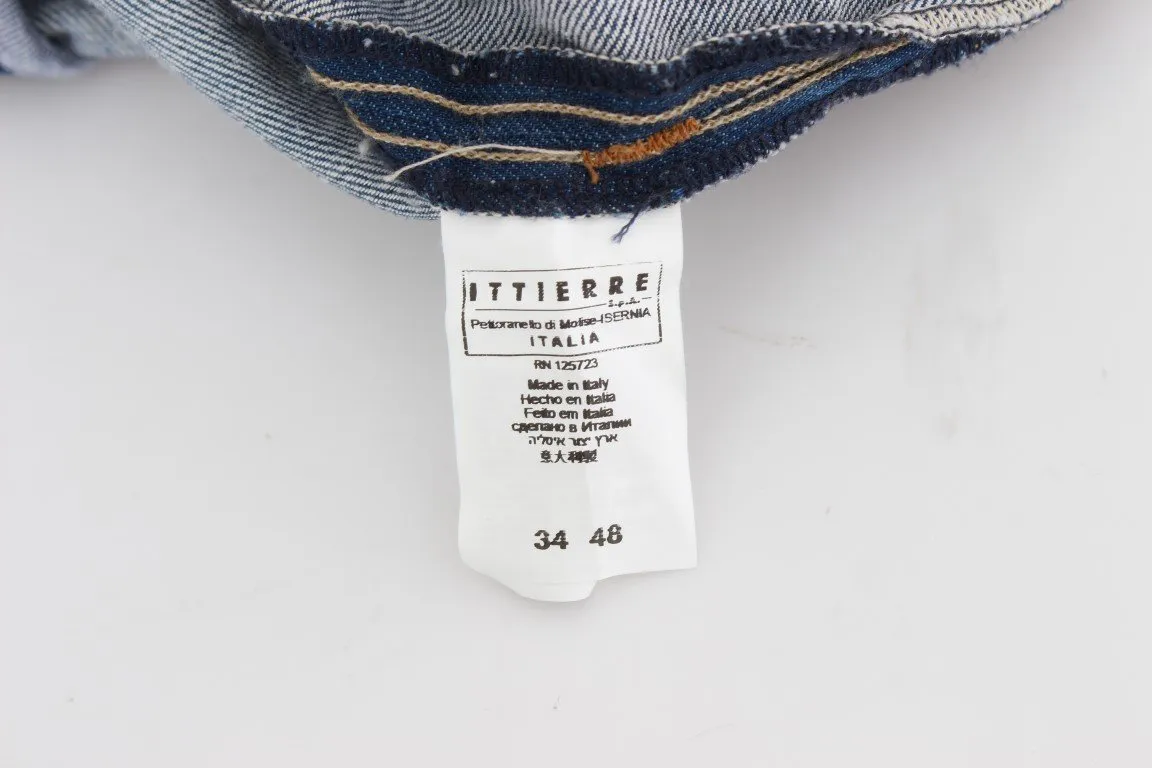 ITTIERRE
S.p.A.
Pettoranello di Molise-ISERNIA
ITALIA
RN 125723
Made in Italy
Hecho en Italia
Feito em Italia
сделано в Италии
ארץ יצור איטליה
意大利製
34 48